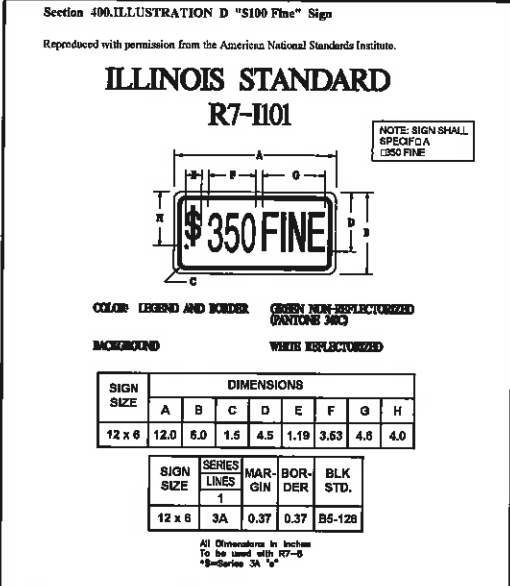 Section 400.ILLUSTRATION D "$100 Fine" Sign
Reproduced with permission from the American National Standards Institute.
ILLINOIS STANDARD
R7-I101
NOTE: SIGN SHALL
SPECIFO A
□350 FINE
A
E F G
H
$ 350 FINE
D
B
C
COLOR: LEGEND AND BORDER GREEN NON-REFLECTORIZED
(PANTONE 340C)
BACKGROUND WHITE REFLECTORIZED
SIGN SIZE DIMENSIONS
A B C D E F G H
12 x 6 12.0 6.0 1.5 4.5 1.19 3.53 4.6 4.0
SIGN SIZE SERIES LINES 1 MAR-GIN BOR-DER BLK STD.
12 x 6 3A 0.37 0.37 B5-126
All Dimensions in inches
To be used with R7-8
*S=Series 3A "s"